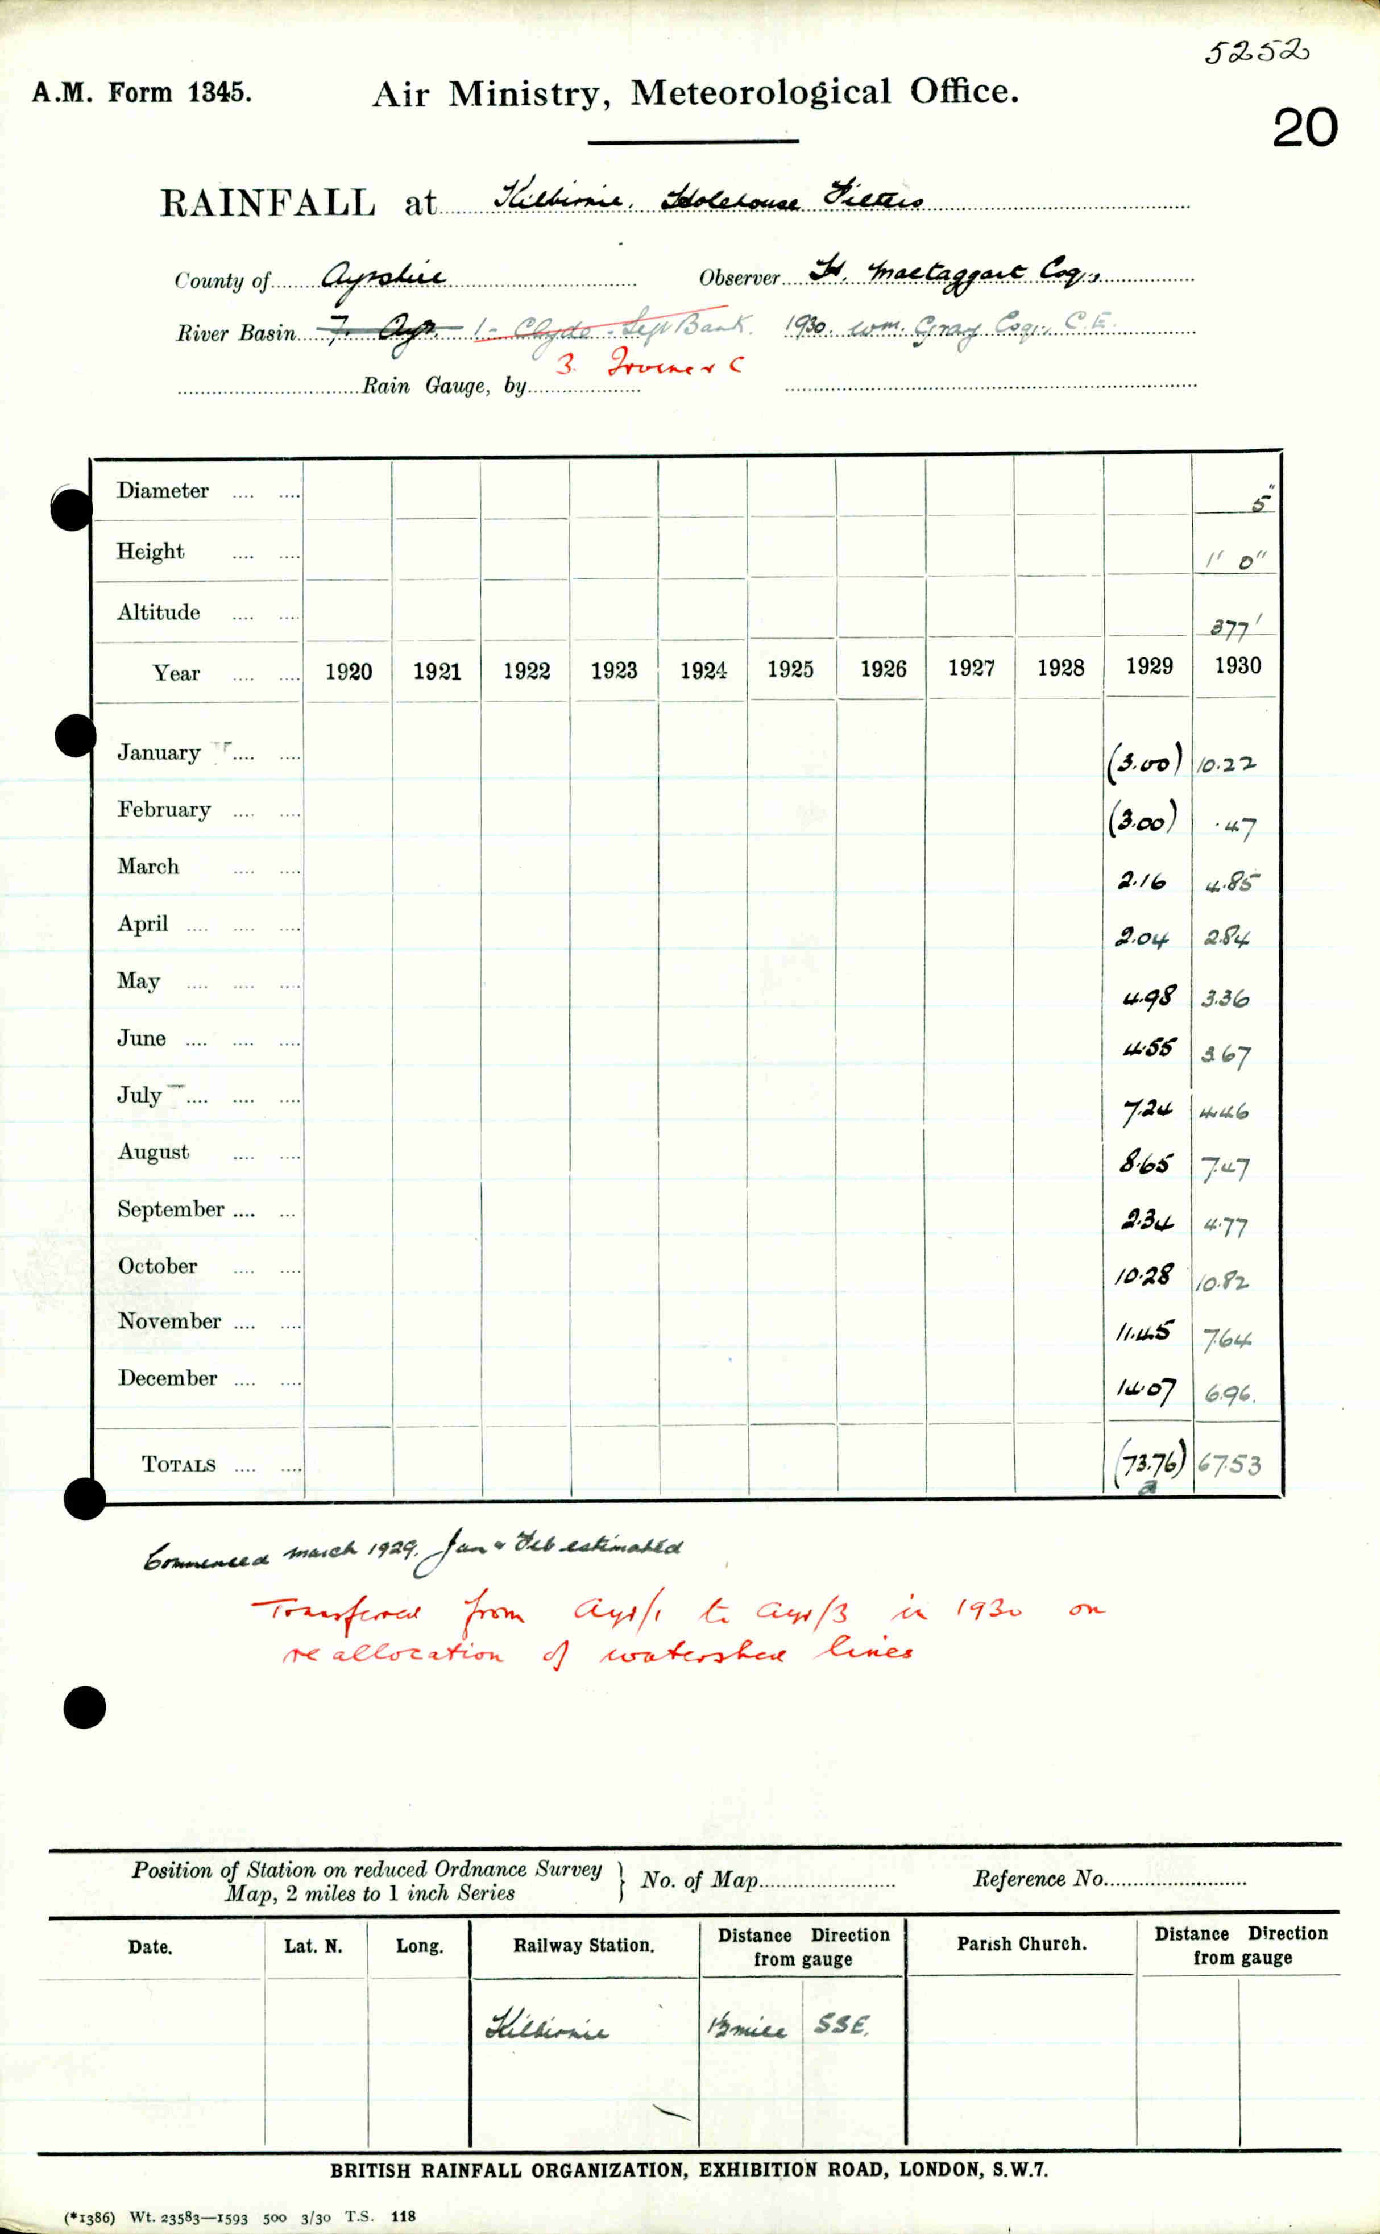 5252
A.M. Form 1345. Air Ministry, Meteorological Office.
20
RAINFALL at Kilbirnie, Holehouse Filters
County of Ayrshire Observer H. Mactaggart Esq.,
River Basin 7. Ayr 1 - Clyde - Left Bank. 1930. Wm. Gray Esq., C.E.
3. Irvine & C
Rain Gauge, by
Diameter 5"
Height 1' 0"
Altitude 377'
Year 1920 1921 1922 1923 1924 1925 1926 1927 1928 1929 1930
January (3.00) 10.22
February (3.00) .47
March 2.16 4.85
April 2.04 2.84
May 4.98 3.36
June 4.55 3.67
July 7.24 4.46
August 8.65 7.47
September 2.34 4.77
October 10.28 10.82
November 11.45 7.64
December 14.07 6.96.
TOTALS (73.76) 67.53
a
Commenced March 1929. Jan & Feb estimated
Transferred from Ayr/1 to Ayr/3 in 1930 on
reallocation of watershed lines
Position of Station on reduced Ordnance Survey
Map, 2 miles to 1 inch Series } No. of Map Reference No.
Date. Lat. N. Long. Railway Station. Distance Direction from gauge Parish Church. Distance Direction from gauge
Kilbirnie 1½ mile SSE.
BRITISH RAINFALL ORGANIZATION, EXHIBITION ROAD, LONDON, S.W.7.
(*1386) Wt. 23583—1593 500 3/30 T.S. 118